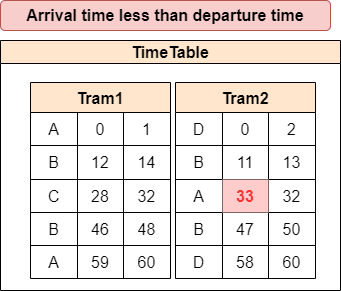 Arrival time less than departure time
TimeTable
Tram1 Tram2
A 0 1 D 0 2
B 12 14 B 11 13
C 28 32 A 33 32
B 46 48 B 47 50
A 59 60 D 58 60